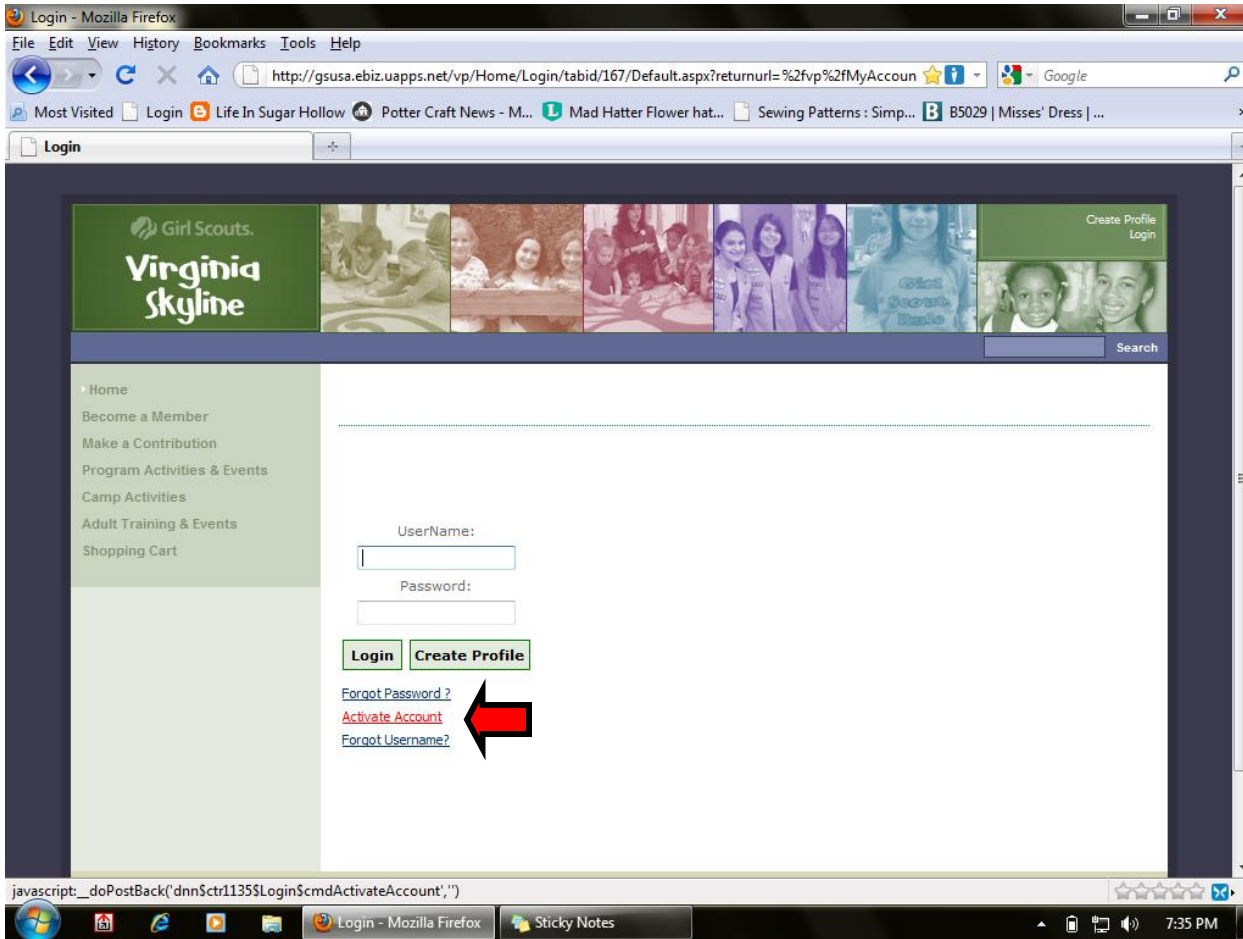 Login - Mozilla Firefox
File Edit View History Bookmarks Tools Help
http://gsusa.ebiz.uapps.net/vp/Home/Login/tabid/167/Default.aspx?returnurl=%2fvp%2fMyAccoun
Google
Most Visited Login Life In Sugar Hollow Potter Craft News - M... Mad Hatter Flower hat... Sewing Patterns : Simp... B5029 | Misses' Dress | ...
Login
Girl Scouts.
Virginia
Skyline
Girl
Scouts
Rule
Create Profile
Login
Search
Home
Become a Member
Make a Contribution
Program Activities & Events
Camp Activities
Adult Training & Events
Shopping Cart
UserName:
Password:
Login Create Profile
Forgot Password ?
Activate Account
Forgot Username?
javascript:__doPostBack('dnn$ctr1135$Login$cmdActivateAccount','')
Login - Mozilla Firefox Sticky Notes 7:35 PM